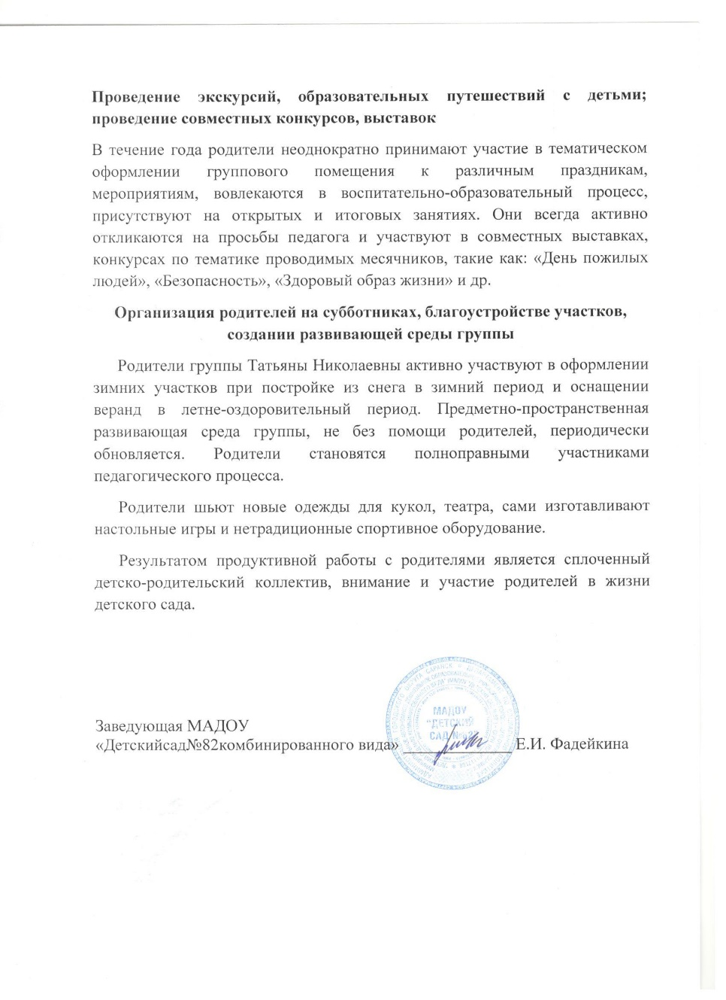 Проведение экскурсий, образовательных путешествий с детьми;
проведение совместных конкурсов, выставок
В течение года родители неоднократно принимают участие в тематическом
оформлении группового помещения к различным праздникам,
мероприятиям, вовлекаются в воспитательно-образовательный процесс,
присутствуют на открытых и итоговых занятиях. Они всегда активно
откликаются на просьбы педагога и участвуют в совместных выставках,
конкурсах по тематике проводимых месячников, такие как: «День пожилых
людей», «Безопасность», «Здоровый образ жизни» и др.
Организация родителей на субботниках, благоустройстве участков,
создании развивающей среды группы
Родители группы Татьяны Николаевны активно участвуют в оформлении
зимних участков при постройке из снега в зимний период и оснащении
веранд в летне-оздоровительный период. Предметно-пространственная
развивающая среда группы, не без помощи родителей, периодически
обновляется. Родители становятся полноправными участниками
педагогического процесса.
Родители шьют новые одежды для кукол, театра, сами изготавливают
настольные игры и нетрадиционные спортивное оборудование.
Результатом продуктивной работы с родителями является сплоченный
детско-родительский коллектив, внимание и участие родителей в жизни
детского сада.
МАДОУ
"ДЕТСКИЙ
САД №82"
Заведующая МАДОУ
«Детскийсад№82комбинированного вида» _____________ Е.И. Фадейкина